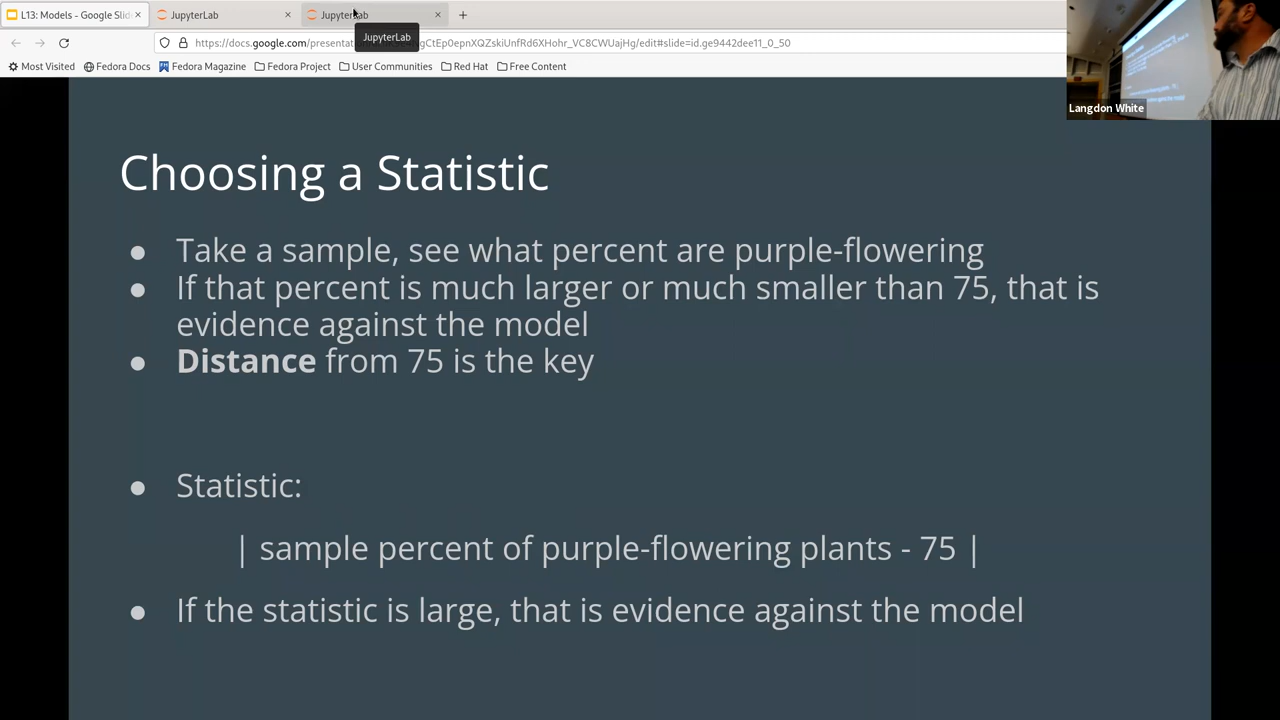 L13: Models - Google Slid
JupyterLab
JupyterLab
JupyterLab
https://docs.google.com/presentat
gCtEp0epnXQZskiUnfRd6XHohr_VC8CWUajHg/edit#slide=id.ge9442dee11_0_50
Most Visited
Fedora Docs
Fedora Magazine
Fedora Project
User Communities
Red Hat
Free Content
Langdon White
Choosing a Statistic
● Take a sample, see what percent are purple-flowering
● If that percent is much larger or much smaller than 75, that is
evidence against the model
● Distance from 75 is the key
● Statistic:
| sample percent of purple-flowering plants - 75 |
● If the statistic is large, that is evidence against the model